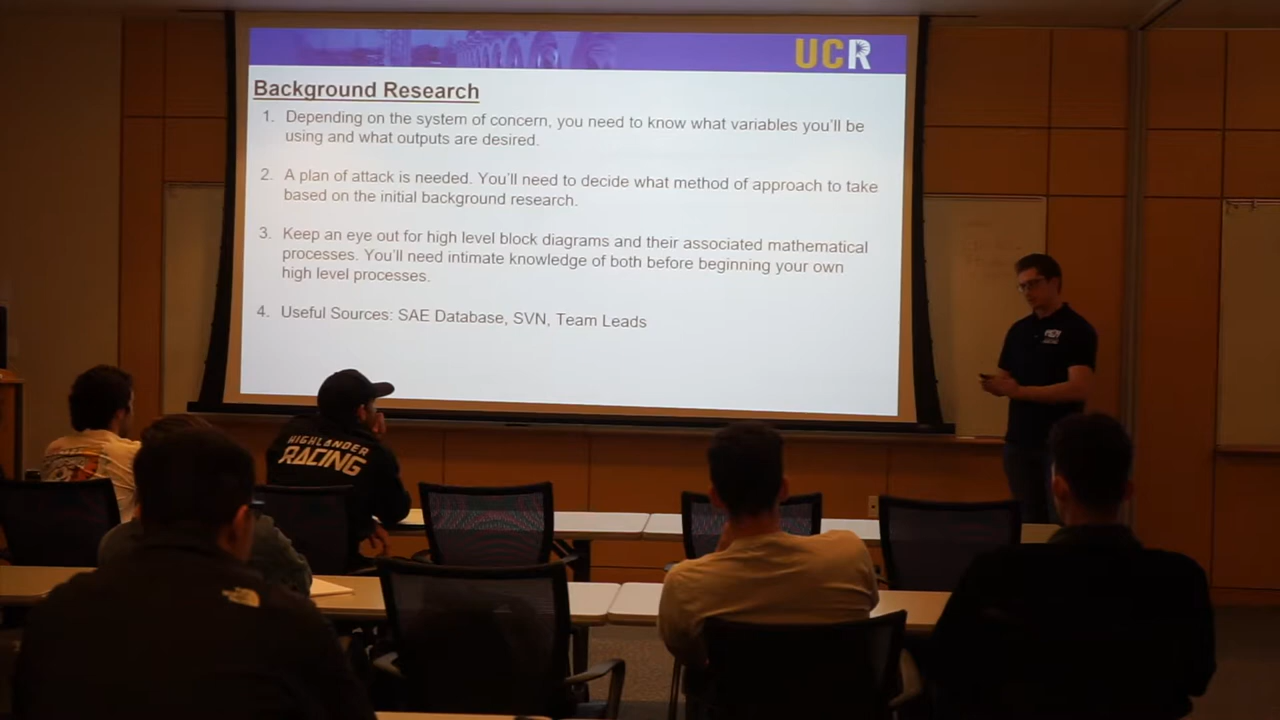 UCR
Background Research
1. Depending on the system of concern, you need to know what variables you'll be
using and what outputs are desired.
2. A plan of attack is needed. You'll need to decide what method of approach to take
based on the initial background research.
3. Keep an eye out for high level block diagrams and their associated mathematical
processes. You'll need intimate knowledge of both before beginning your own
high level processes.
4. Useful Sources: SAE Database, SVN, Team Leads
HIGHLANDER
RACING